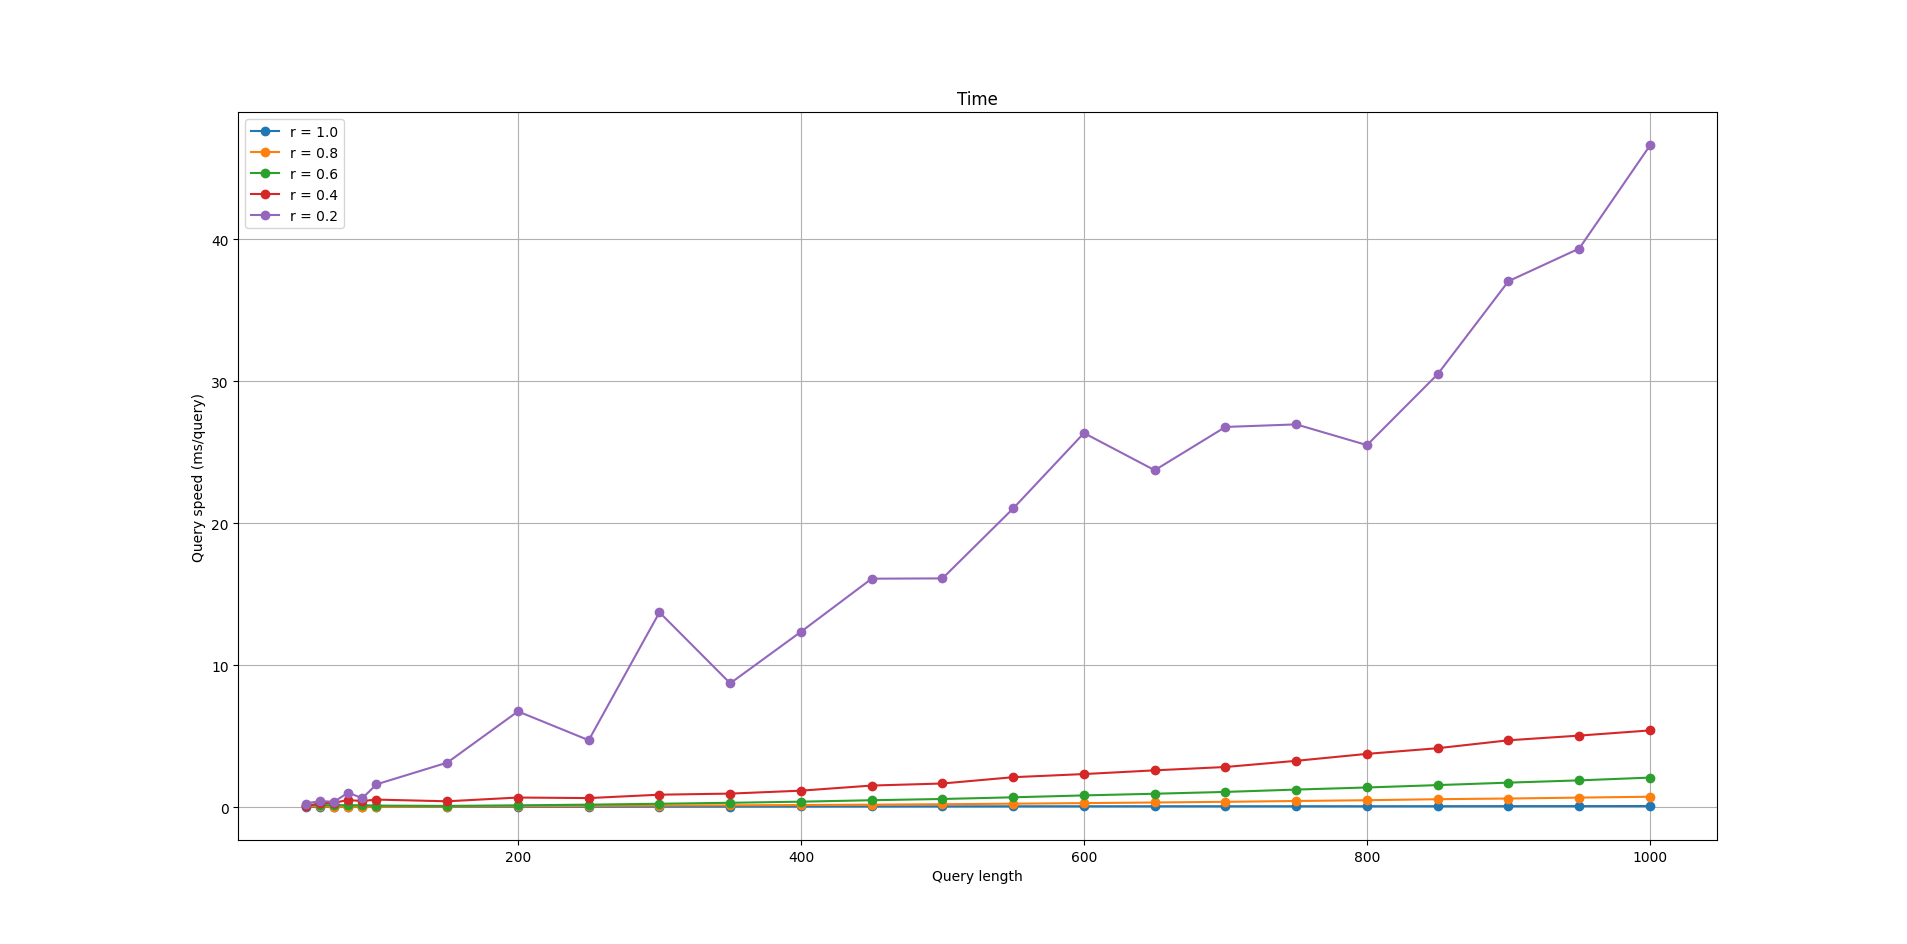 Time
r = 1.0
r = 0.8
r = 0.6
r = 0.4
r = 0.2
Query speed (ms/query)
40
30
20
10
0
200 400 600 800 1000
Query length